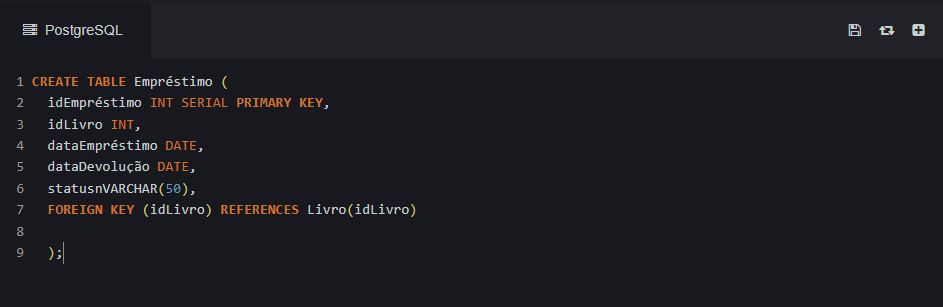 PostgreSQL
1 CREATE TABLE Empréstimo (
2 idEmpréstimo INT SERIAL PRIMARY KEY,
3 idLivro INT,
4 dataEmpréstimo DATE,
5 dataDevolução DATE,
6 statusnVARCHAR(50),
7 FOREIGN KEY (idLivro) REFERENCES Livro(idLivro)
8
9 );